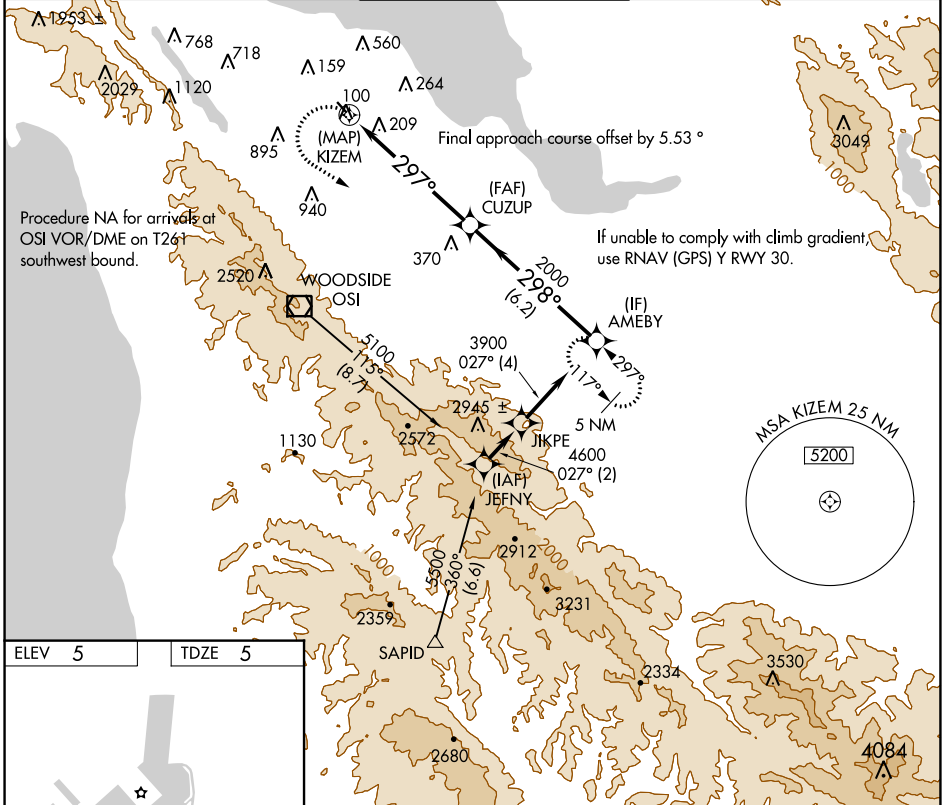 1953 ±
768
718
560
159
264
2029
1120
100
209
895
(MAP)
KIZEM
Final approach course offset by 5.53 °
3049
1000
297°
940
(FAF)
CUZUP
Procedure NA for arrivals at
OSI VOR/DME on T261
southwest bound.
370
If unable to comply with climb gradient,
use RNAV (GPS) Y RWY 30.
2520
WOODSIDE
OSI
2000
298°
(6.2)
(IF)
AMEBY
5100
115°
(8.7)
3900
027° (4)
297°
117°
5 NM
2945 ±
JIKPE
2572
1130
4600
027° (2)
(IAF)
JEFNY
MSA KIZEM 25 NM
5200
1000
2912
2000
5500
360°
(6.6)
3231
2359
SAPID
2334
3530
ELEV 5
TDZE 5
2680
4084